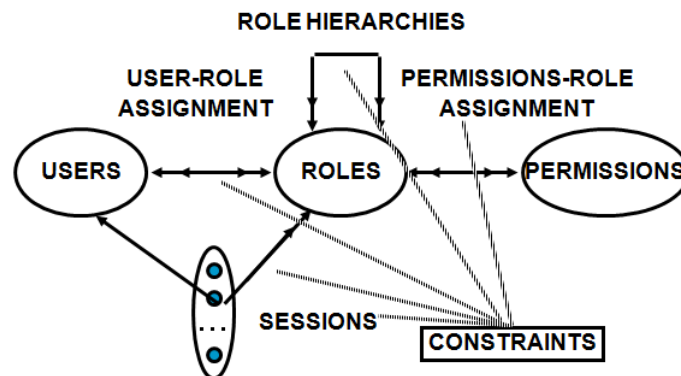 ROLE HIERARCHIES
USER-ROLE
ASSIGNMENT
PERMISSIONS-ROLE
ASSIGNMENT
USERS
ROLES
PERMISSIONS
...
SESSIONS
CONSTRAINTS